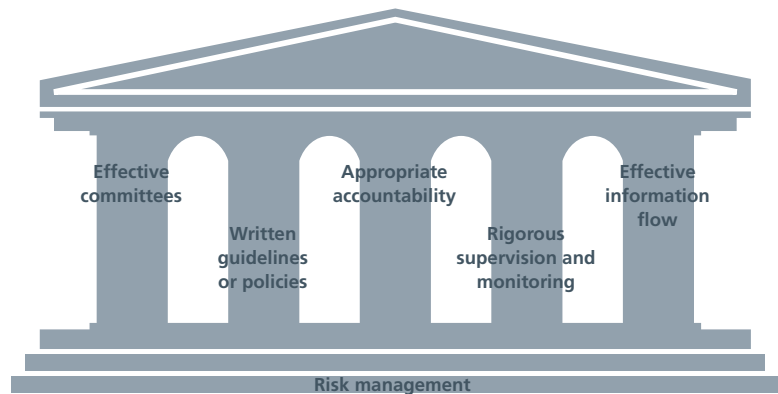 Effective
committees
Written
guidelines
or policies
Appropriate
accountability
Rigorous
supervision and
monitoring
Effective
information
flow
Risk management